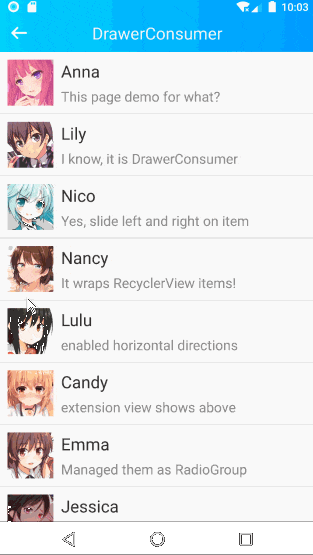 10:03
DrawerConsumer
Anna
This page demo for what?
Lily
I know, it is DrawerConsumer
Nico
Yes, slide left and right on item
Nancy
It wraps RecyclerView items!
Lulu
enabled horizontal directions
Candy
extension view shows above
Emma
Managed them as RadioGroup
Jessica